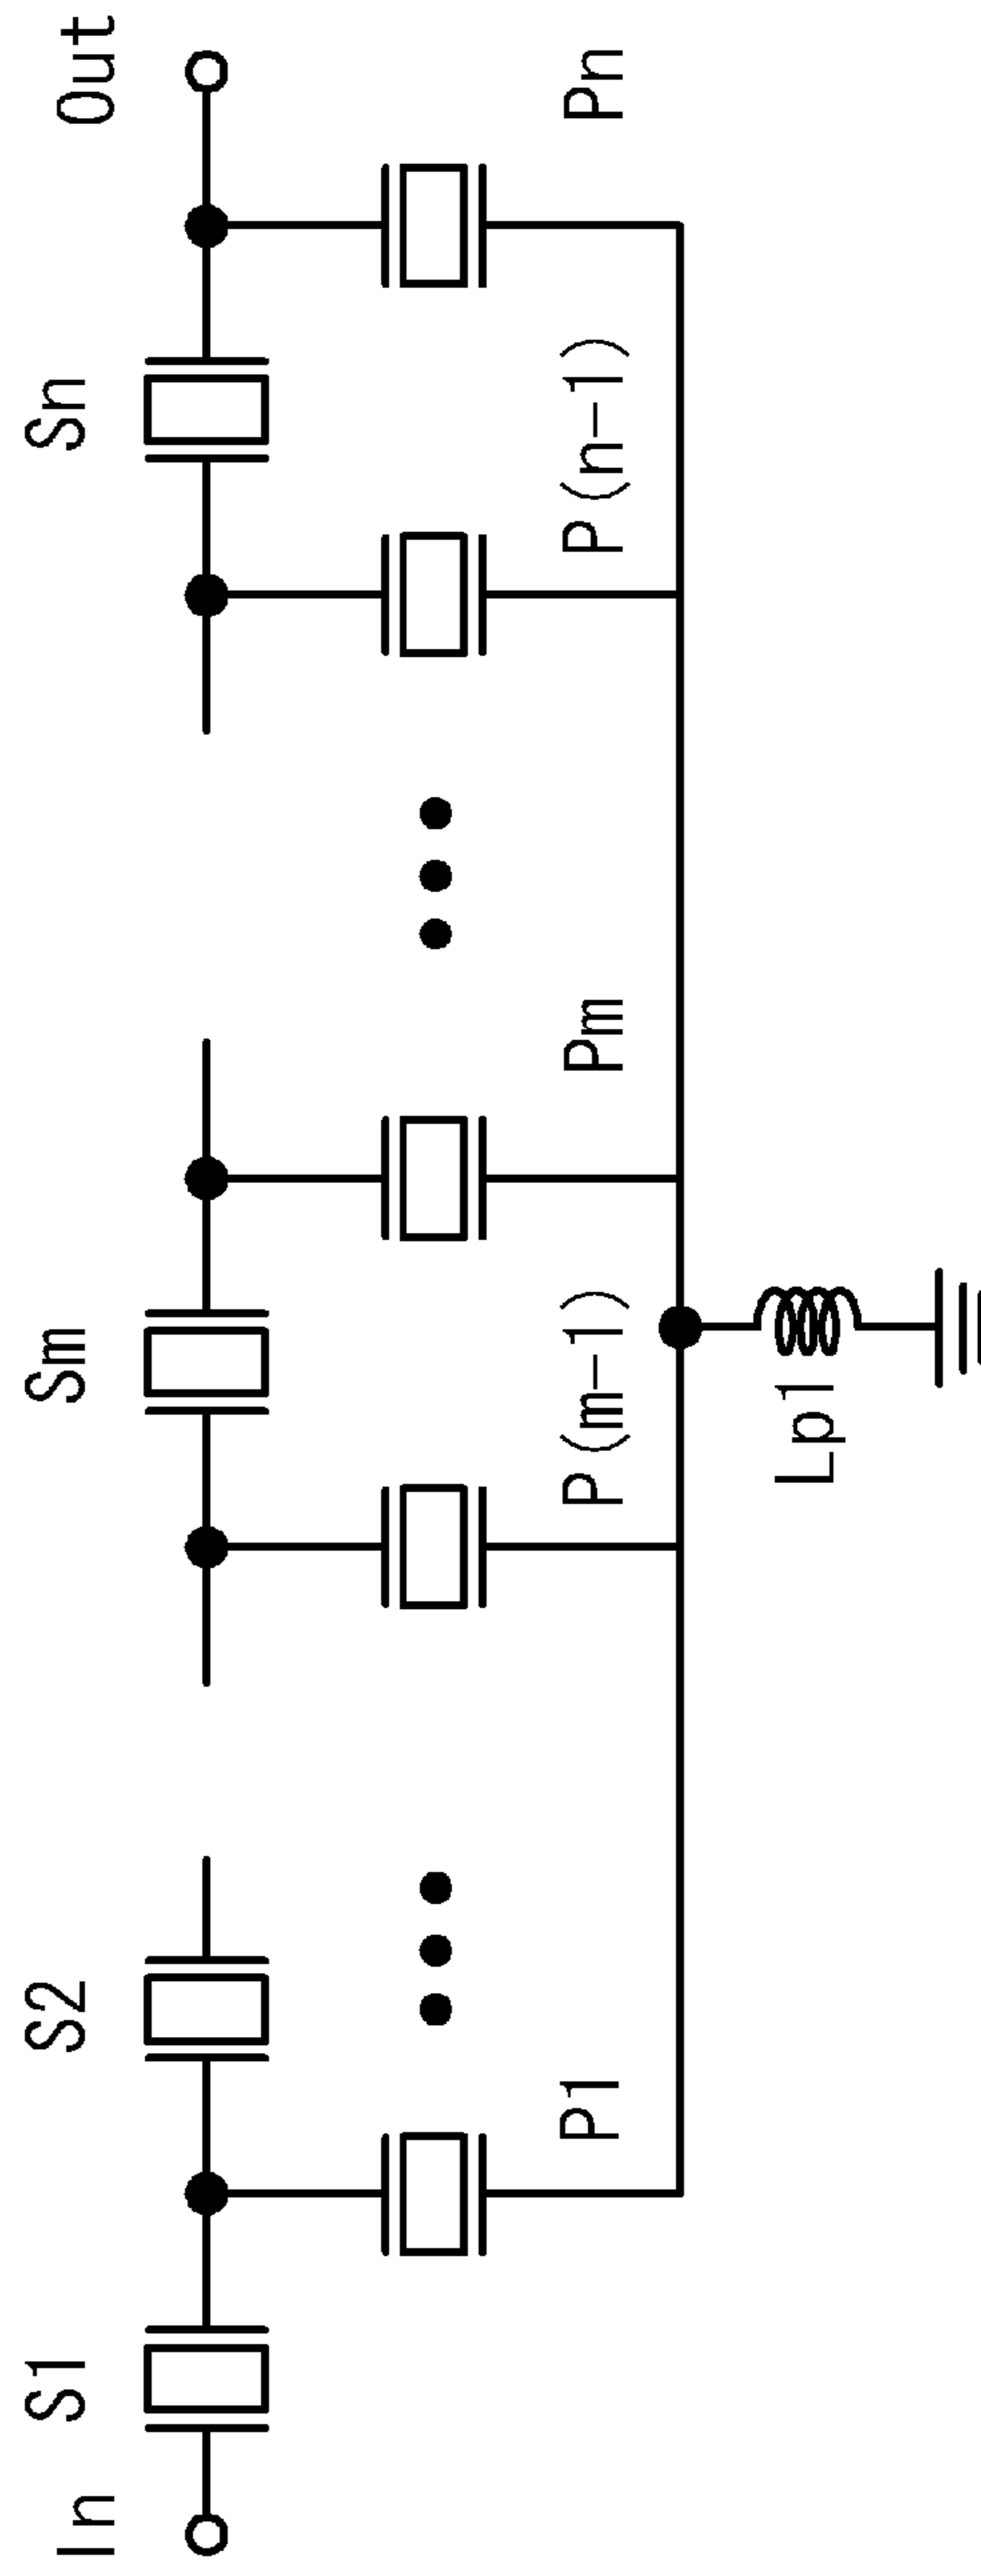 S1
S2
Sm
Sn
In
Out
P1
P(m-1)
Pm
P(n-1)
Pn
Lp1